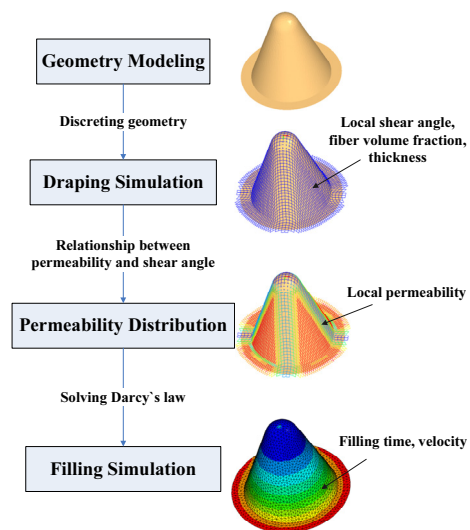 Geometry Modeling
Discreting geometry
Local shear angle,
fiber volume fraction,
thickness
Draping Simulation
Relationship between
permeability and shear angle
Local permeability
Permeability Distribution
Solving Darcy`s law
Filling time, velocity
Filling Simulation